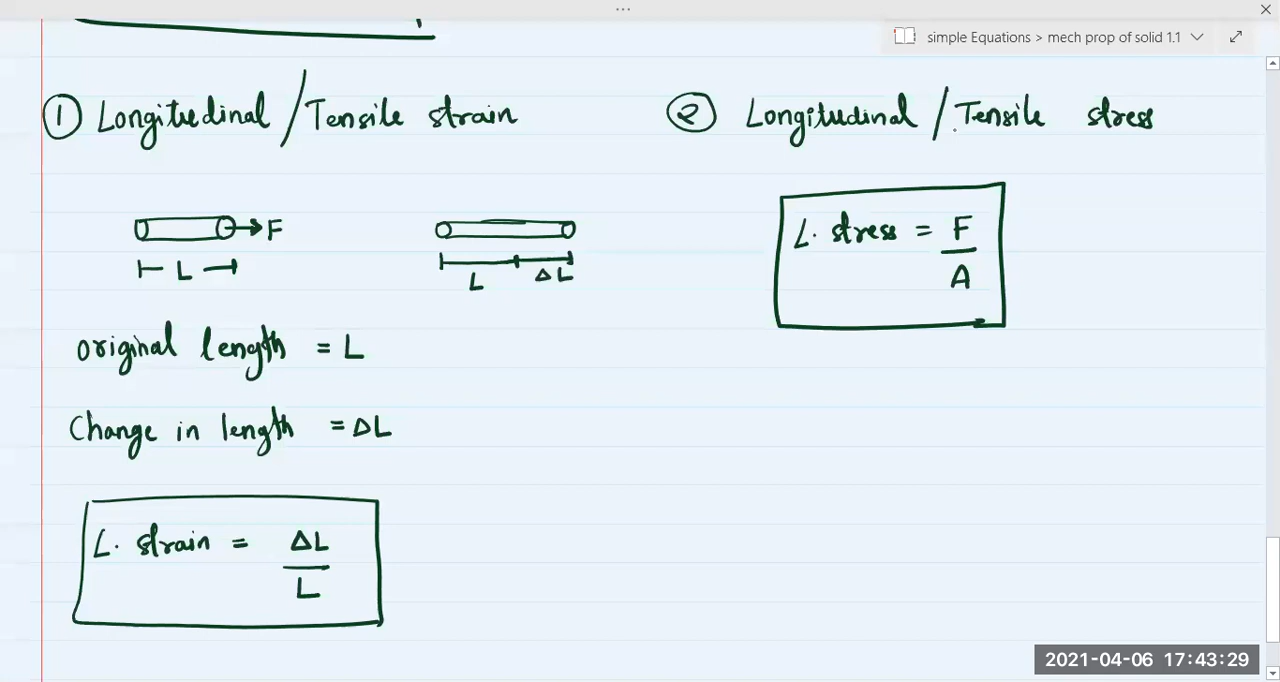 ...
simple Equations > mech prop of solid 1.1
① Longitudinal / Tensile strain
② Longitudinal / Tensile stress
F
L
L ΔL
L. stress = F
A
original length = L
Change in length = ΔL
L. strain = ΔL
L
2021-04-06 17:43:29